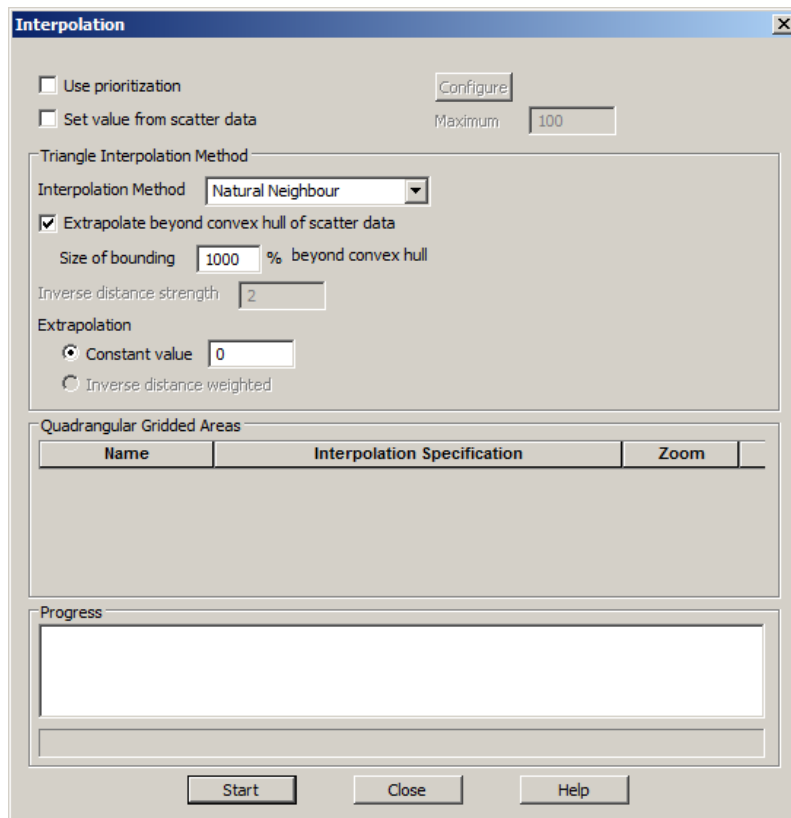 Interpolation
Use prioritization Configure
Set value from scatter data Maximum 100
Triangle Interpolation Method
Interpolation Method Natural Neighbour
Extrapolate beyond convex hull of scatter data
Size of bounding 1000 % beyond convex hull
Inverse distance strength 2
Extrapolation
Constant value 0
Inverse distance weighted
Quadrangular Gridded Areas
Name Interpolation Specification Zoom
Progress
Start Close Help